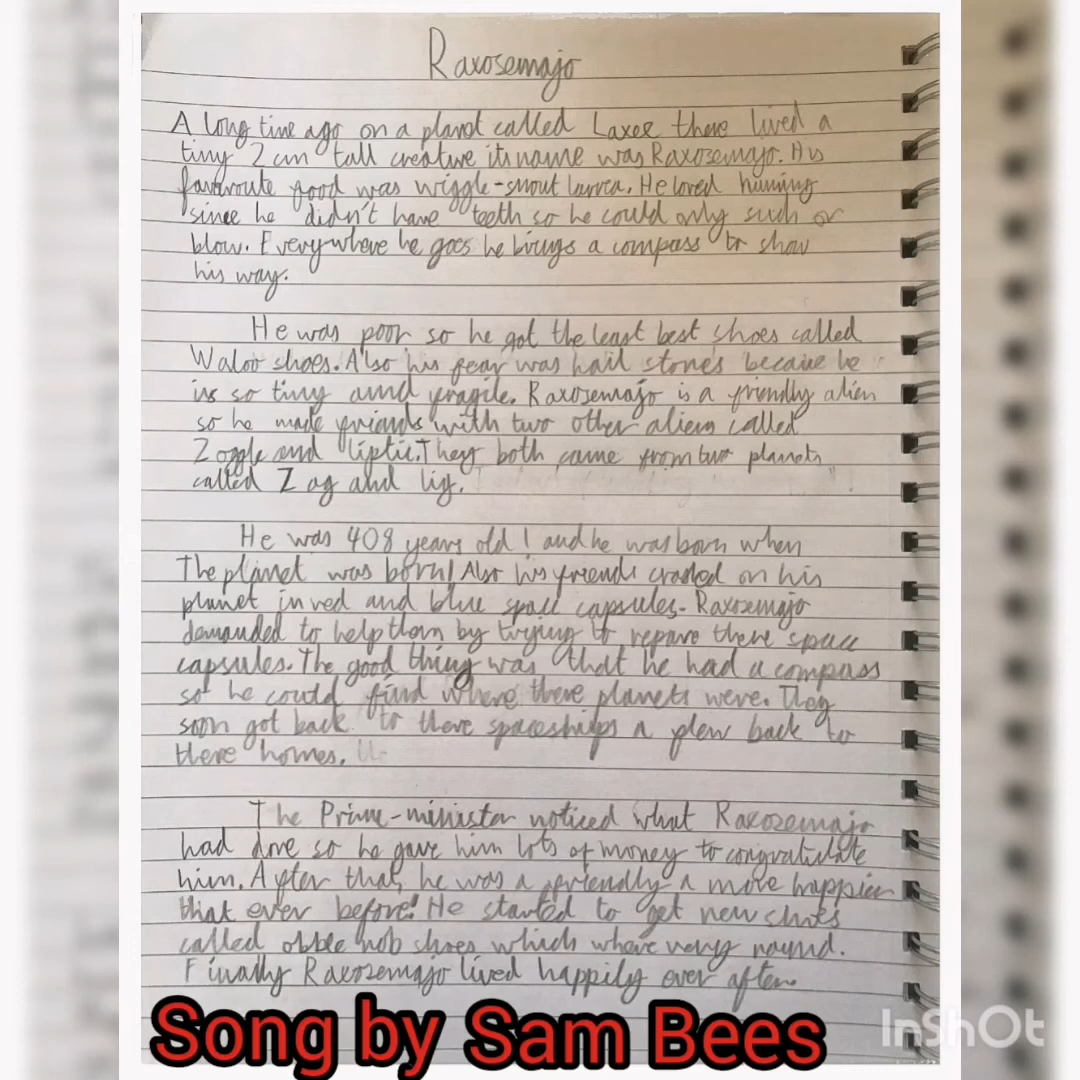 Raxosemajo
A long time ago on a planet called Laxee there lived a
tiny 2cm tall creature its name was Raxosemajo. His
favouroute food was wiggle-snout larvea. He loved huming
since he didn't have teeth so he could only such or
blow. Everywhere he goes he brings a compass to show
his way.
He was poor so he got the least best shoes called
Waloo shoes. Also his fear was hail stones because he
is so tiny and fragile. Raxosemajo is a friendly alien
so he made friends with two other aliens called
Zoggle and liptic. They both came from two planets
called Zag and lig.
He was 408 years old! and he was born when
The planet was born! Also his friends crashed on his
planet in red and blue space capsules. Raxosemajo
demanded to help them by trying to repare there space
capsules. The good thing was that he had a compass
so he could find where there planets were. They
soon got back to there spaceships a flew back to
there homes.
The Prime-minister noticed what Raxosemajo
had done so he gave him lots of money to congratulate
him. After that, he was a friendly a more happier
that ever before! He started to get new shoes
called obble nob shoes which where very round.
Finally Raxosemajo lived happily ever after.
Song by Sam Bees
InShOt